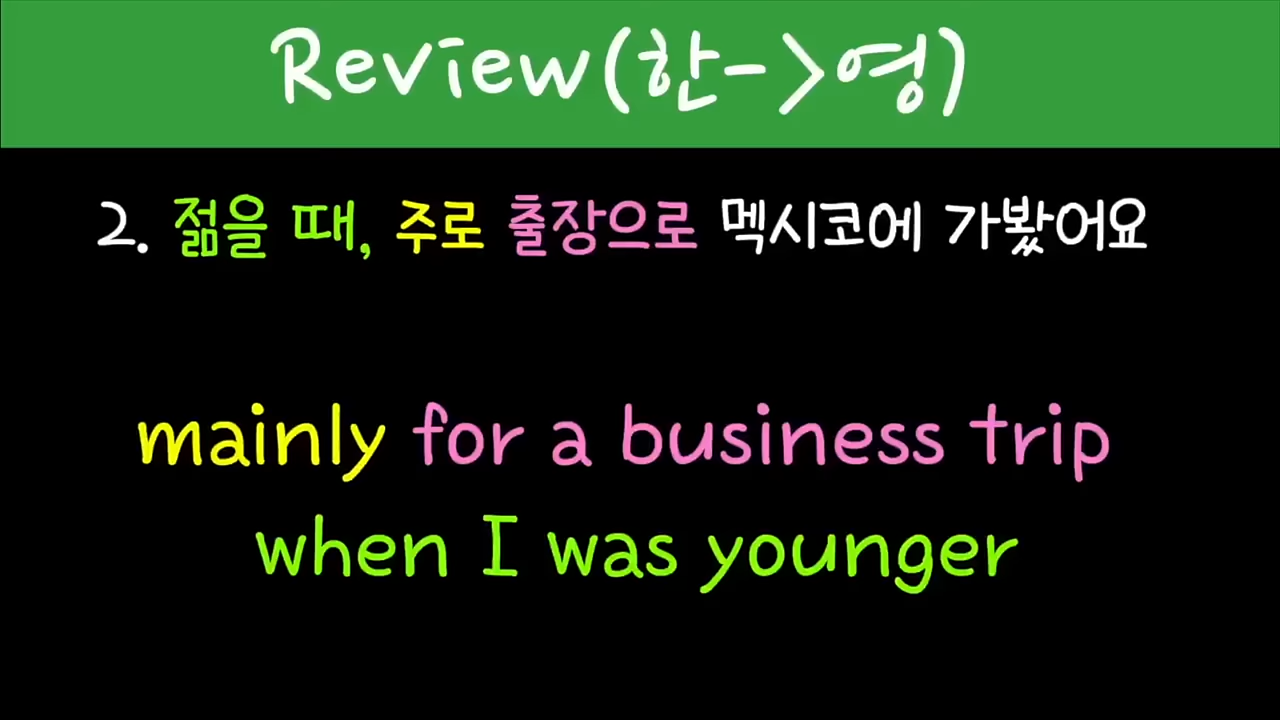 Review(한->영)
2. 젊을 때, 주로 출장으로 멕시코에 가봤어요
mainly for a business trip
when I was younger